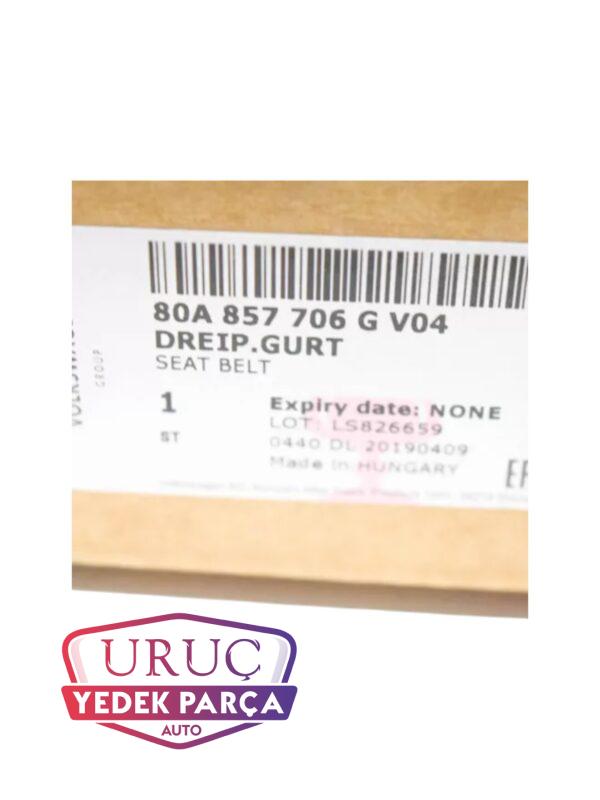 80A 857 706 G V04
DREIP.GURT
SEAT BELT
1
ST
Expiry date: NONE
LOT: LS826659
0440 DL 20190409
Made in HUNGARY
GROUP
URUÇ
YEDEK PARÇA
AUTO